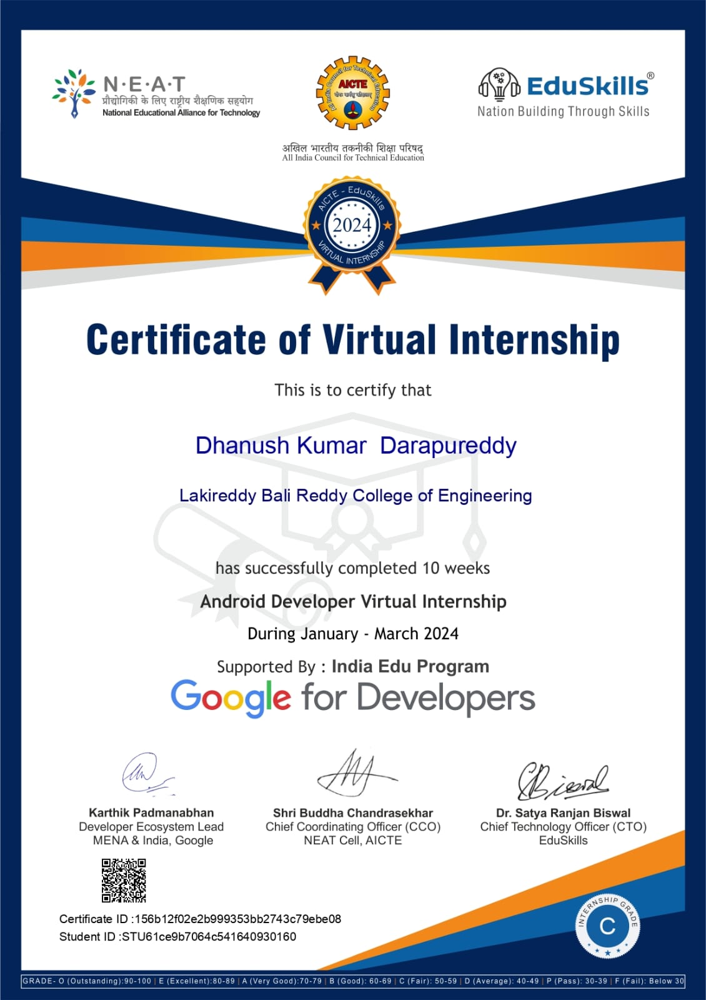 N·E·A·T
प्रौद्योगिकी के लिए राष्ट्रीय शैक्षणिक सहयोग
National Educational Alliance for Technology
All India Council for Technical Education
AICTE
अखिल भारतीय तकनीकी शिक्षा परिषद्
All India Council for Technical Education
EduSkills®
Nation Building Through Skills
AICTE - EduSkills
2024
VIRTUAL INTERNSHIP
Certificate of Virtual Internship
This is to certify that
Dhanush Kumar Darapureddy
Lakireddy Bali Reddy College of Engineering
has successfully completed 10 weeks
Android Developer Virtual Internship
During January - March 2024
Supported By : India Edu Program
Google for Developers
Biswal
Karthik Padmanabhan
Developer Ecosystem Lead
MENA & India, Google
Shri Buddha Chandrasekhar
Chief Coordinating Officer (CCO)
NEAT Cell, AICTE
Dr. Satya Ranjan Biswal
Chief Technology Officer (CTO)
EduSkills
Certificate ID :156b12f02e2b999353bb2743c79ebe08
Student ID :STU61ce9b7064c541640930160
INTERNSHIP GRADE
C
GRADE- O (Outstanding):90-100 | E (Excellent):80-89 | A (Very Good):70-79 | B (Good): 60-69 | C (Fair): 50-59 | D (Average): 40-49 | P (Pass): 30-39 | F (Fail): Below 30